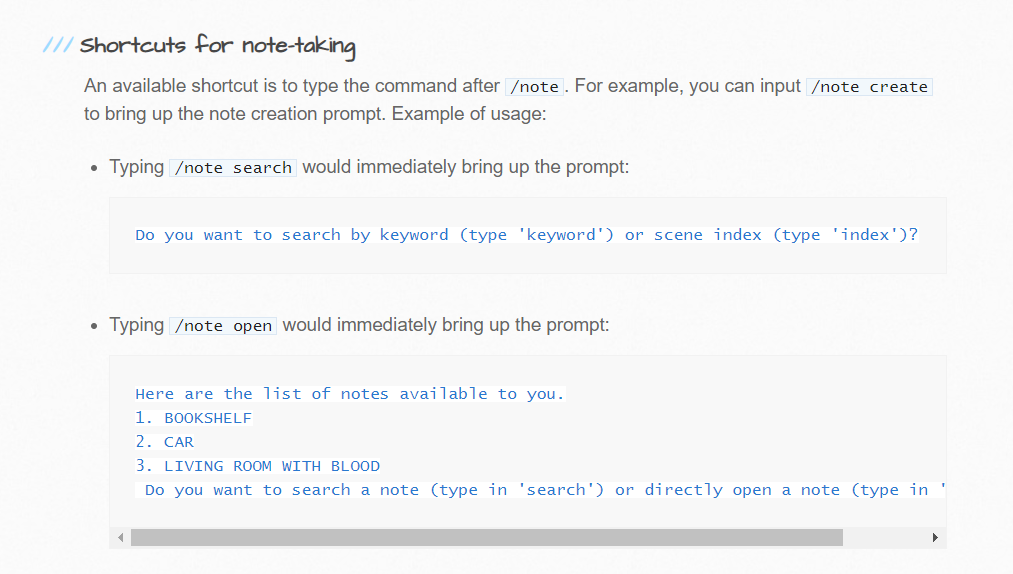 /// Shortcuts for note-taking
An available shortcut is to type the command after /note. For example, you can input /note create
to bring up the note creation prompt. Example of usage:
• Typing /note search would immediately bring up the prompt:
Do you want to search by keyword (type 'keyword') or scene index (type 'index')?
• Typing /note open would immediately bring up the prompt:
Here are the list of notes available to you.
1. BOOKSHELF
2. CAR
3. LIVING ROOM WITH BLOOD
Do you want to search a note (type in 'search') or directly open a note (type in '